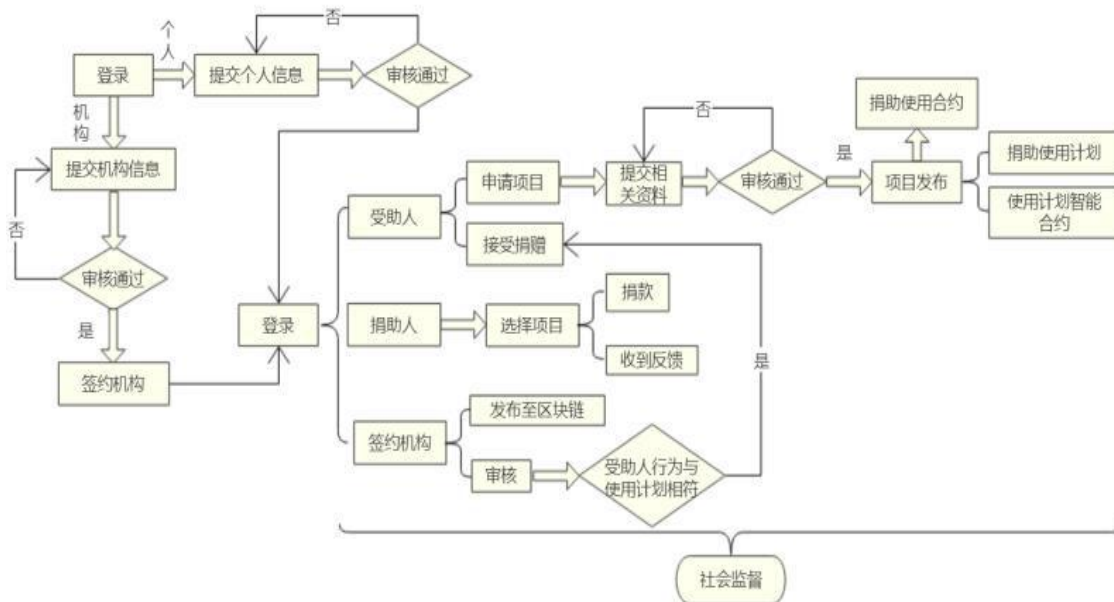 否
个人
登录
提交个人信息
审核通过
机构
提交机构信息
否
审核通过
是
签约机构
登录
受助人
申请项目
提交相
关资料
否
审核通过
是
项目发布
捐助使用合约
捐助使用计划
使用计划智能
合约
接受捐赠
捐助人
选择项目
捐款
收到反馈
是
签约机构
发布至区块链
审核
受助人行为与
使用计划相符
社会监督